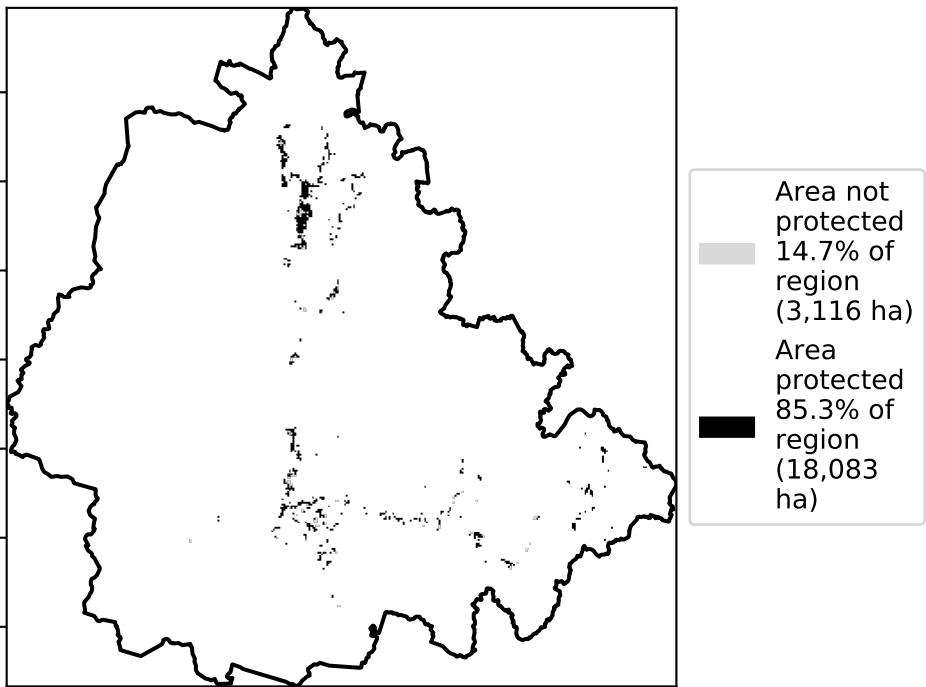 Area not
protected
14.7% of
region
(3,116 ha)
Area
protected
85.3% of
region
(18,083
ha)